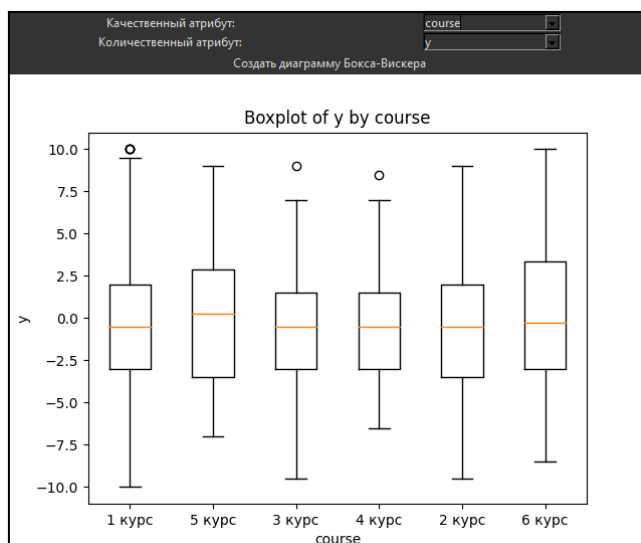 Качественный атрибут: course
Количественный атрибут: y
Создать диаграмму Бокса-Вискера
Boxplot of y by course
10.0
7.5
5.0
2.5
0.0
−2.5
−5.0
−7.5
−10.0
y
1 курс 5 курс 3 курс 4 курс 2 курс 6 курс
course